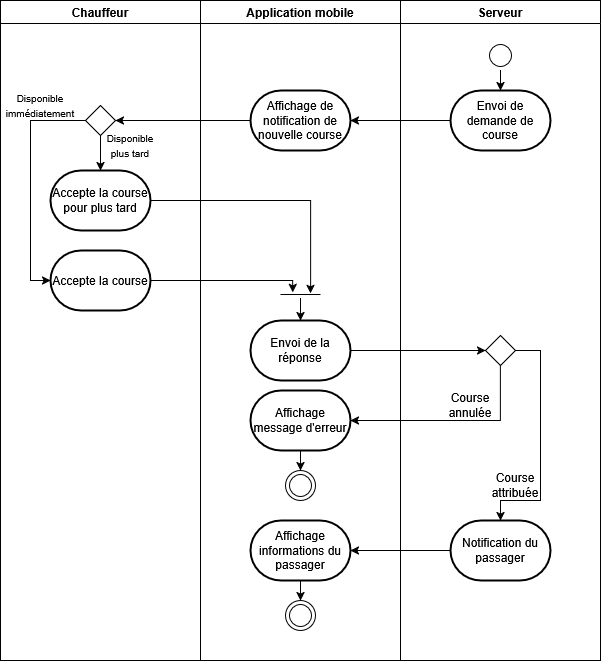 Chauffeur
Application mobile
Serveur
Envoi de
demande de
course
Affichage de
notification de
nouvelle course.
Disponible
immédiatement
Disponible
plus tard
Accepte la course
pour plus tard
Accepte la course
Envoi de la
réponse
Course
annulée
Affichage
message d'erreur
Course
attribuée
Notification du
passager
Affichage
informations du
passager